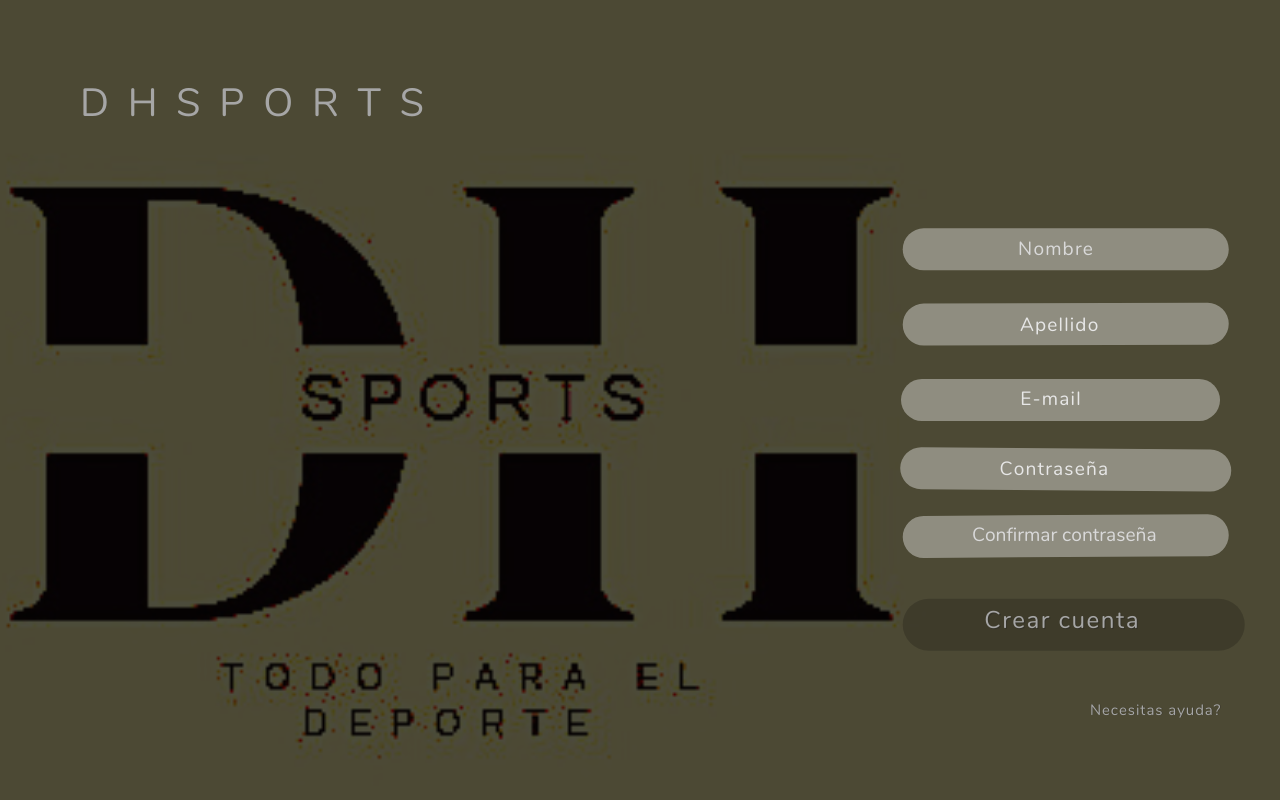 DHSPORTS
DH
SPORTS
TODO PARA EL
DEPORTE
Nombre
Apellido
E-mail
Contraseña
Confirmar contraseña
Crear cuenta
Necesitas ayuda?